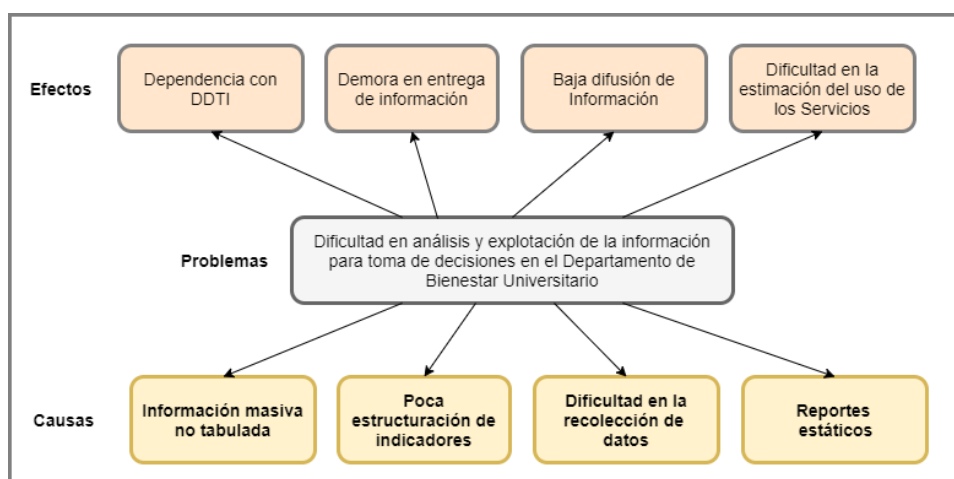 Efectos
Dependencia con
DDTI
Demora en entrega
de información
Baja difusión de
Información
Dificultad en la
estimación del uso de
los Servicios
Problemas
Dificultad en análisis y explotación de la información
para toma de decisiones en el Departamento de
Bienestar Universitario
Causas
Información masiva
no tabulada
Poca
estructuración de
indicadores
Dificultad en la
recolección de
datos
Reportes
estáticos